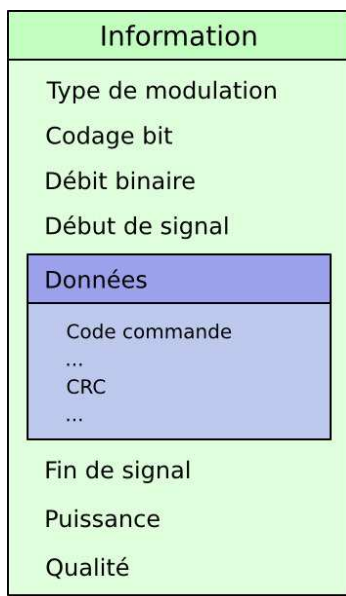 Information
Type de modulation
Codage bit
Débit binaire
Début de signal
Données
Code commande
...
CRC
...
Fin de signal
Puissance
Qualité